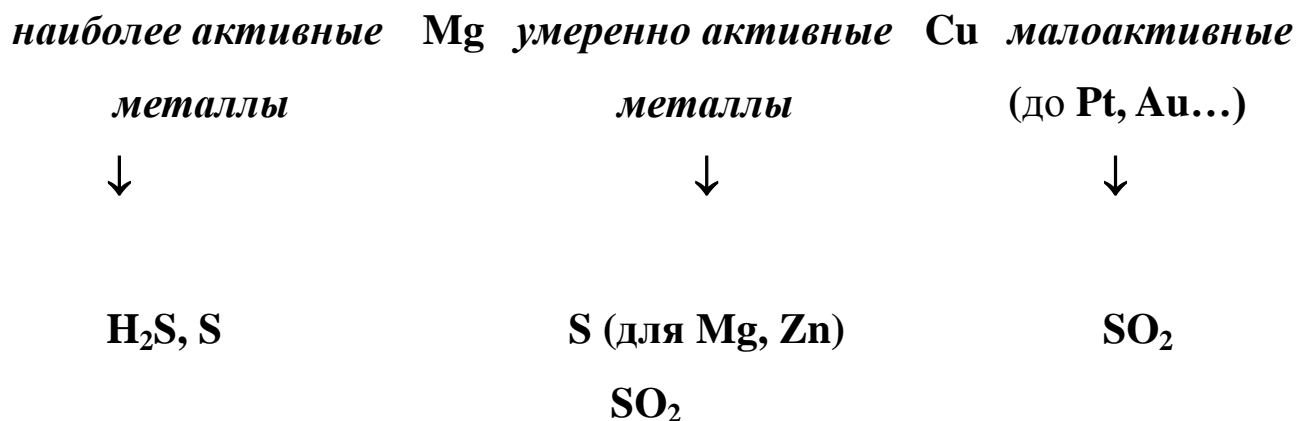 наиболее активные Mg умеренно активные Cu малоактивные
металлы металлы (до Pt, Au…)
↓ ↓ ↓
H₂S, S S (для Mg, Zn) SO₂
SO₂